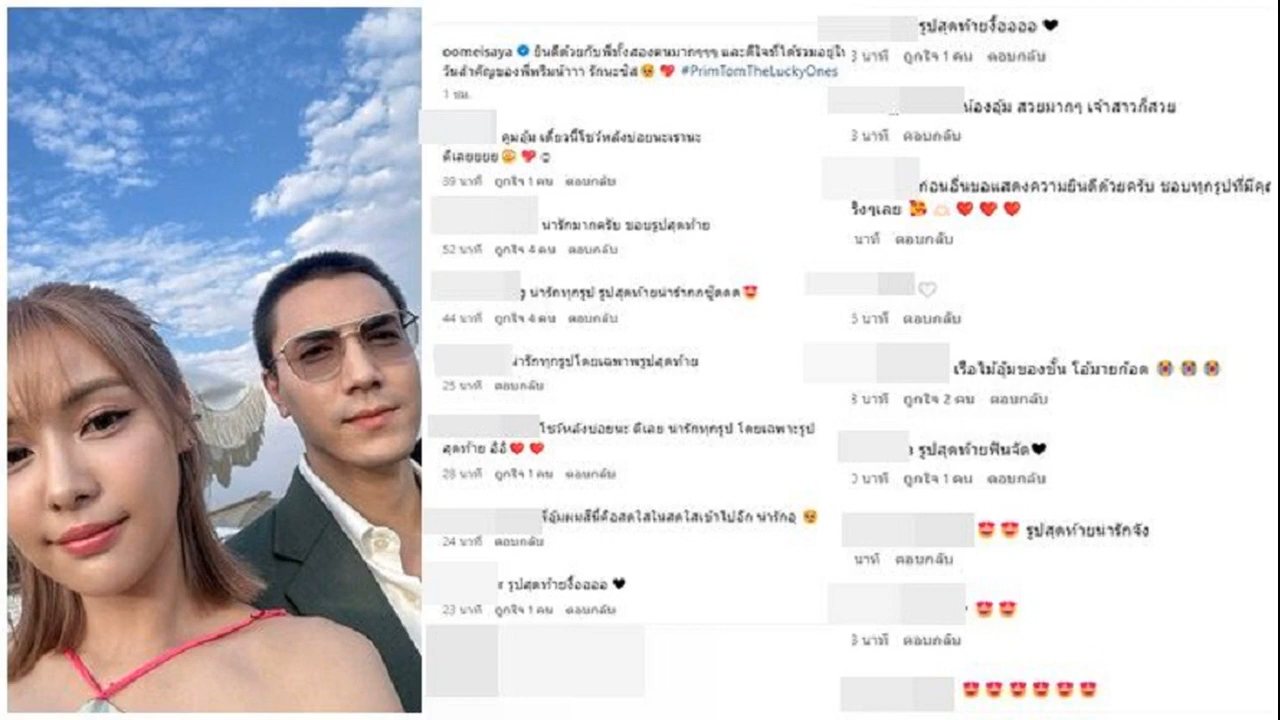 oomeisaya ยินดีด้วยกับพี่ทั้งสองคนมากๆๆๆ และดีใจที่ได้ร่วมอยู่ใน
วันสำคัญของพี่พริมน้าาา รักนะซิส🥹 💖 #PrimTomTheLuckyOnes
1 ชม.
คุมอุ้ม เดี๋ยวนี้โชว์หลังบ่อยนะเรานะ
ดีเลยยยย
39 นาที ถูกใจ 1 คน ตอบกลับ
น่ารักมากครับ ชอบรูปสุดท้าย
52 นาที ถูกใจ 4 คน ตอบกลับ
น่ารักทุกรูป รูปสุดท้าย
44 นาที ถูกใจ 4 คน ตอบกลับ
น่ารักทุกรูปโดยเฉพาพรูปสุดท้าย
25 นาที ตอบกลับ
โชว์หลังบ่อยนะ ดีเลย น่ารักทุกรูป โดยเฉพาะรูป
สุดท้าย อิอิ❤️ ❤️
28 นาที ถูกใจ 1 คน ตอบกลับ
อุ้มผมสีนี้คือสดใสในสดใสเข้าไปอีก น่ารักอุ 🥹
24 นาที ตอบกลับ
รูปสุดท้ายงื้ออออ 🖤
23 นาที ถูกใจ 1 คน ตอบกลับ
รูปสุดท้ายงื้ออออ 🖤
3 นาที ถูกใจ 1 คน ตอบกลับ
น้องอุ้ม สวยมากๆ เจ้าสาวก็สวย
3 นาที ตอบกลับ
ก่อนอื่นขอแสดงความยินดีด้วยครับ ชอบทุกรูปที่มีคุณ
ริงๆเลย 🥰 🫶🏻 ❤️ ❤️ ❤️
นาที ตอบกลับ
🤍
5 นาที ตอบกลับ
เรือไม้อุ้มของชั้น โอ้มายก้อด 😭 😭 😭
3 นาที ถูกใจ 2 คน ตอบกลับ
รูปสุดท้ายฟินจัด🖤
0 นาที ถูกใจ 1 คน ตอบกลับ
😍 😍 รูปสุดท้ายน่ารักจัง
นาที ตอบกลับ
😍 😍
3 นาที ตอบกลับ
😍 😍 😍 😍 😍 😍